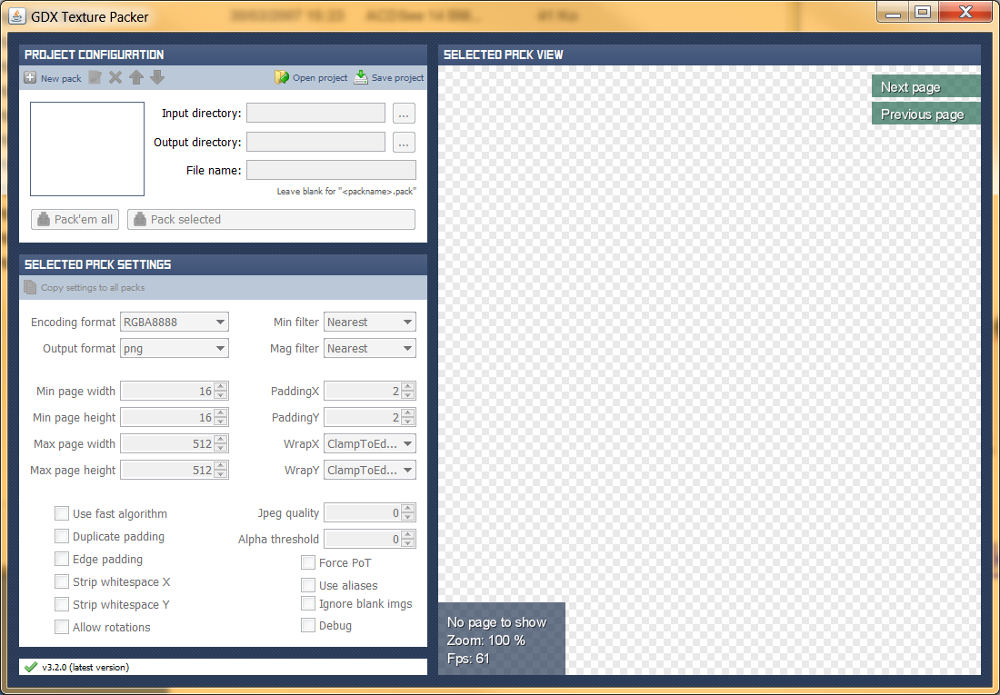 GDX Texture Packer
PROJECT CONFIGURATION
New pack
Open project
Save project
Input directory:
...
Output directory:
...
File name:
Leave blank for "<packname>.pack"
Pack'em all
Pack selected
SELECTED PACK SETTINGS
Copy settings to all packs
Encoding format RGBA8888
Min filter Nearest
Output format png
Mag filter Nearest
Min page width 16
PaddingX 2
Min page height 16
PaddingY 2
Max page width 512
WrapX ClampToEd...
Max page height 512
WrapY ClampToEd...
Use fast algorithm
Duplicate padding
Edge padding
Strip whitespace X
Strip whitespace Y
Allow rotations
Jpeg quality 0
Alpha threshold 0
Force PoT
Use aliases
Ignore blank imgs
Debug
v3.2.0 (latest version)
SELECTED PACK VIEW
Next page
Previous page
No page to show
Zoom: 100 %
Fps: 61